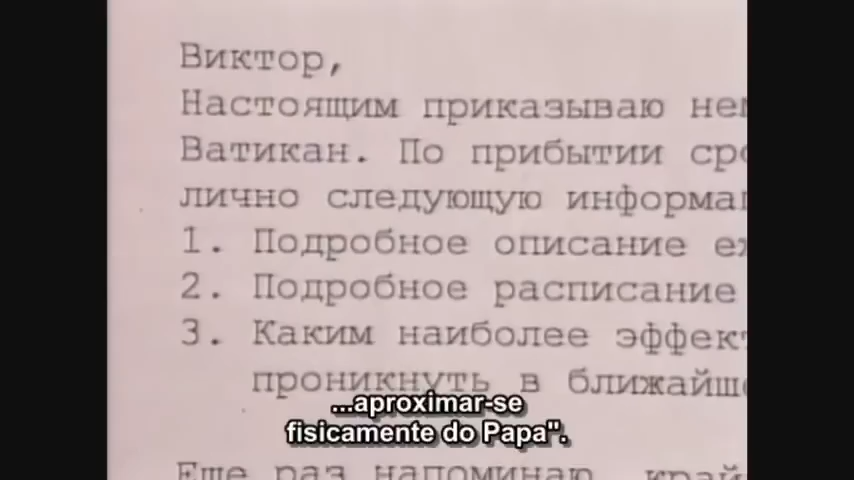 Виктор,
Настоящим приказываю
Ватикан. По прибытии
лично следующую
1. Подробное описание
2. Подробное расписание
3. Каким наиболее
проникнуть в
...aproximar-se
fisicamente do Papa".
Еще раз напоминаю